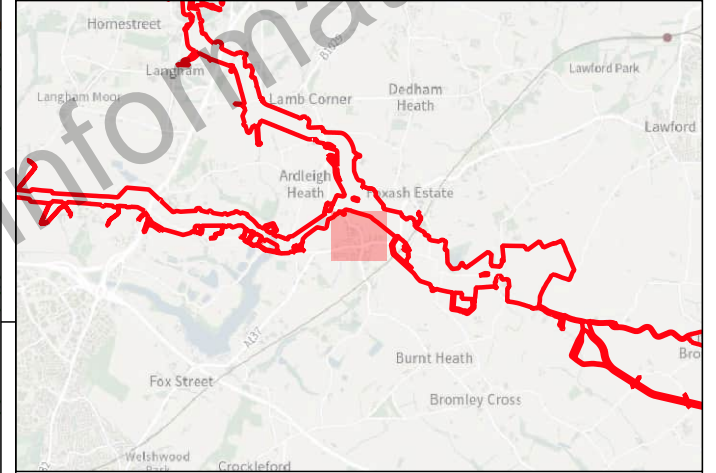 Homestreet
B1029
Langham
Lawford Park
Langham Moor
Lamb Corner
Dedham
Heath
Lawford
Ardleigh
Heath
Foxash Estate
A137
Burnt Heath
Fox Street
Bromley Cross
Welshwood
Park
Crockleford